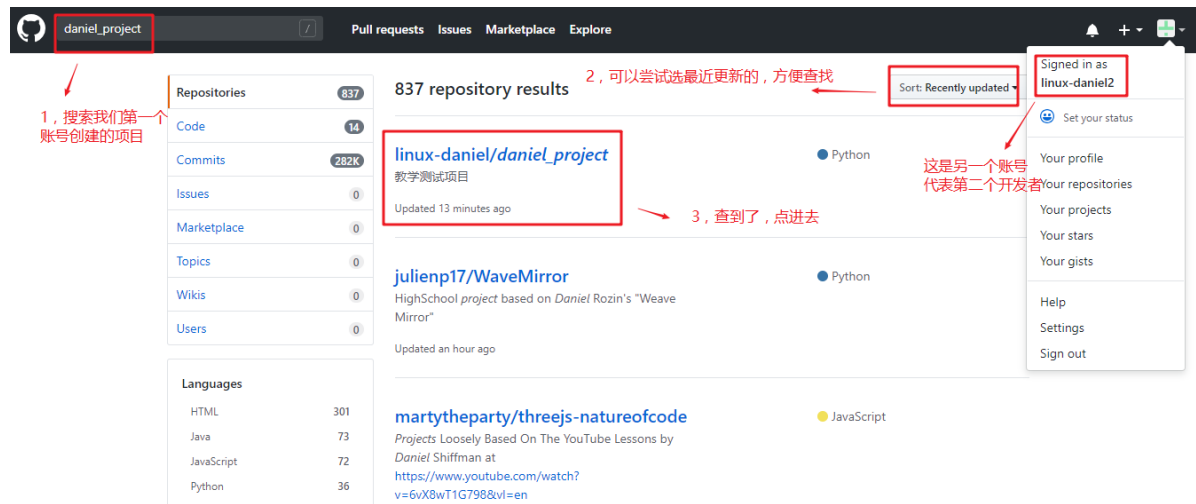 daniel_project
/
Pull requests Issues Marketplace Explore
1，搜索我们第一个
账号创建的项目
Repositories 837
Code 14
Commits 282K
Issues 0
Marketplace 0
Topics 0
Wikis 0
Users 0
Languages
HTML 301
Java 73
JavaScript 72
Python 36
837 repository results
2，可以尝试选最近更新的，方便查找
Sort: Recently updated
linux-daniel/daniel_project
教学测试项目
Updated 13 minutes ago
Python
3，查到了，点进去
julienp17/WaveMirror
HighSchool project based on Daniel Rozin's "Weave
Mirror"
Updated an hour ago
Python
martytheparty/threejs-natureofcode
Projects Loosely Based On The YouTube Lessons by
Daniel Shiffman at
https://www.youtube.com/watch?
v=6vX8wT1G798&vl=en
JavaScript
Signed in as
linux-daniel2
Set your status
这是另一个账号
代表第二个开发者
Your profile
Your repositories
Your projects
Your stars
Your gists
Help
Settings
Sign out